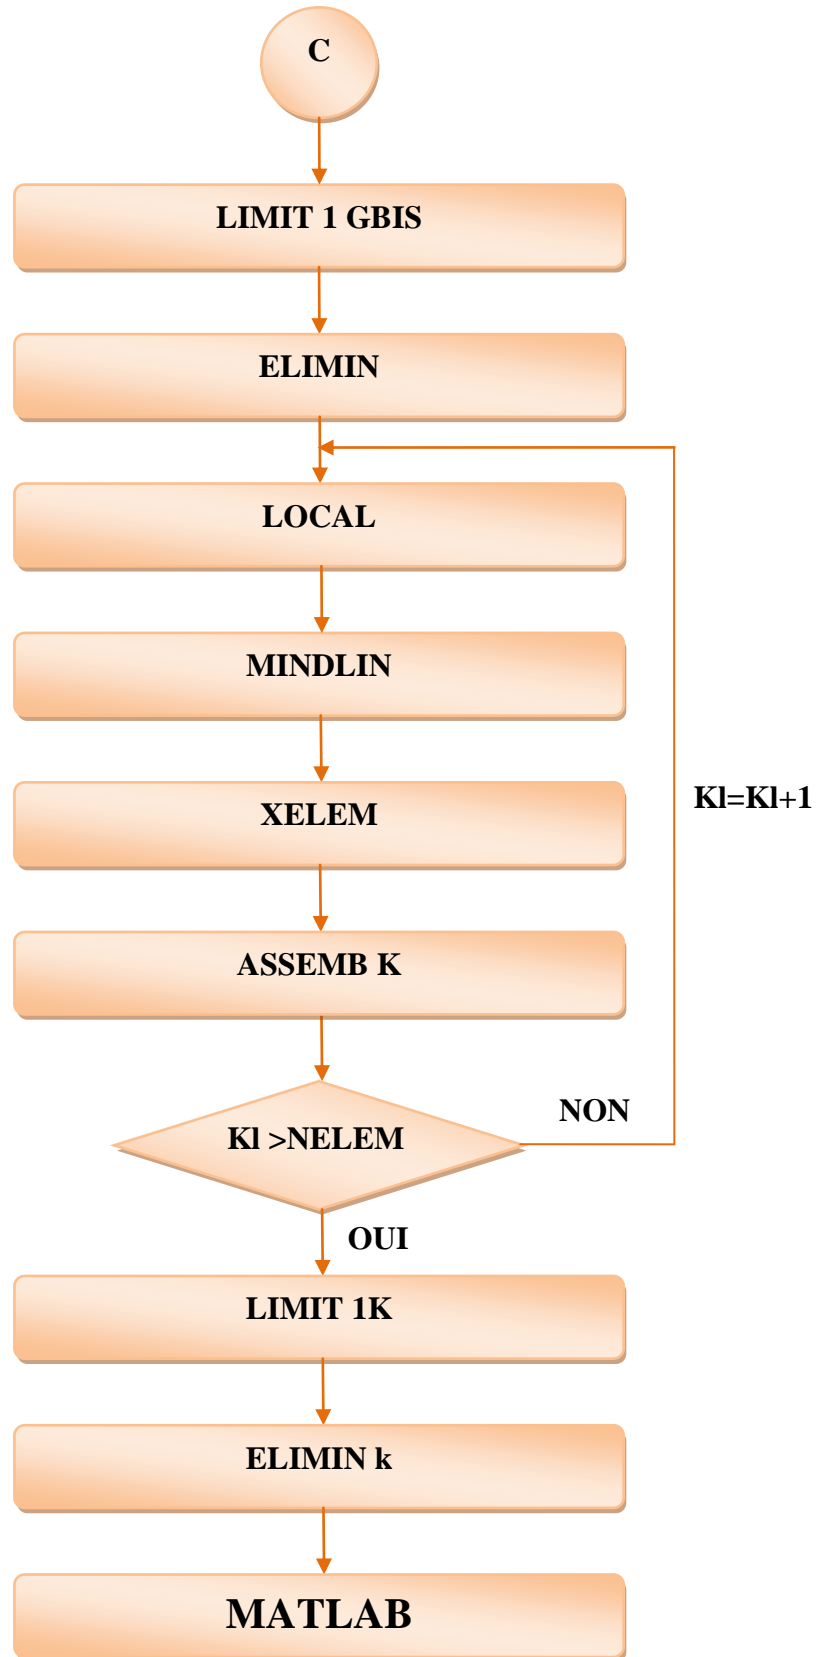 C
LIMIT 1 GBIS
ELIMIN
LOCAL
MINDLIN
XELEM
Kl=Kl+1
ASSEMB K
NON
Kl >NELEM
OUI
LIMIT 1K
ELIMIN k
MATLAB